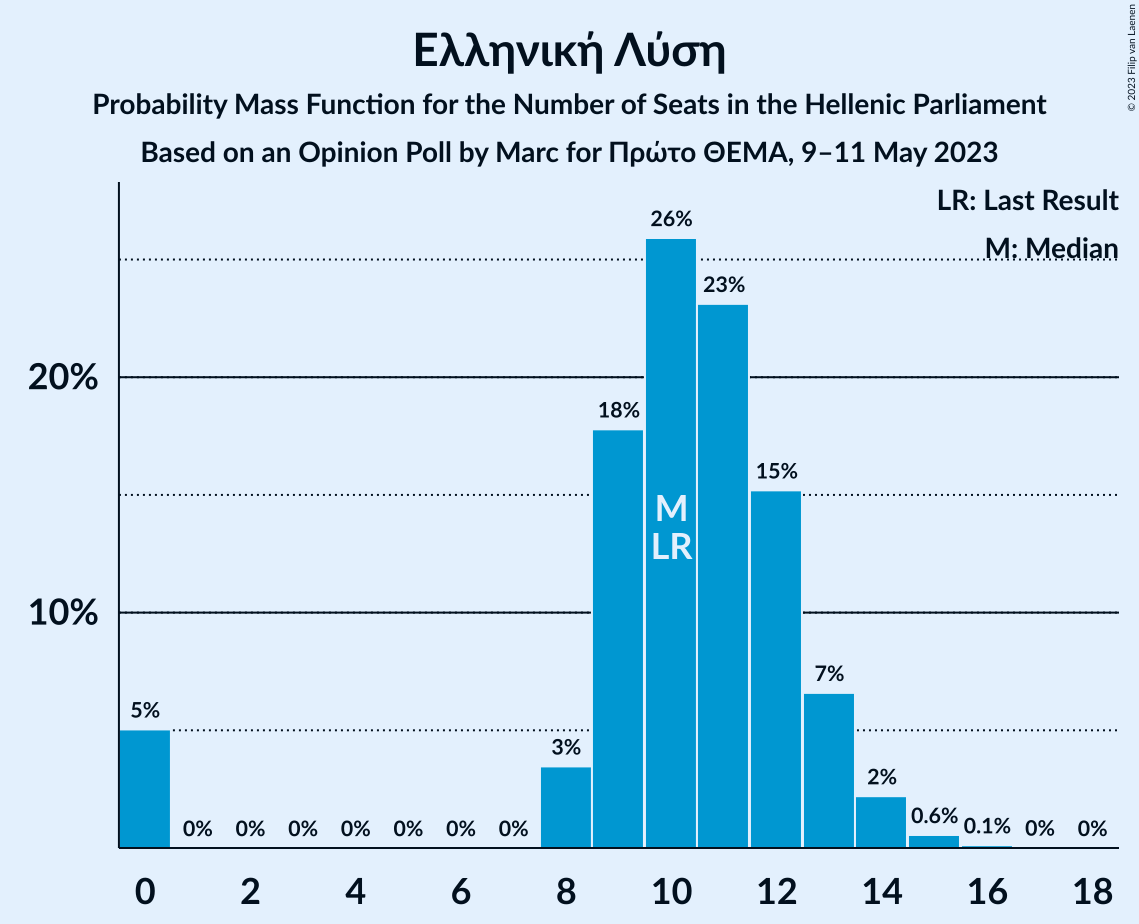 Ελληνική Λύση
Probability Mass Function for the Number of Seats in the Hellenic Parliament
Based on an Opinion Poll by Marc for Πρώτο ΘΕΜΑ, 9–11 May 2023
© 2023 Filip van Laenen
LR: Last Result
M: Median
26%
23%
20%
18%
15%
M
LR
10%
7%
5%
3%
2%
0.6%
0.1%
0% 0% 0% 0% 0% 0% 0% 0% 0%
0 2 4 6 8 10 12 14 16 18